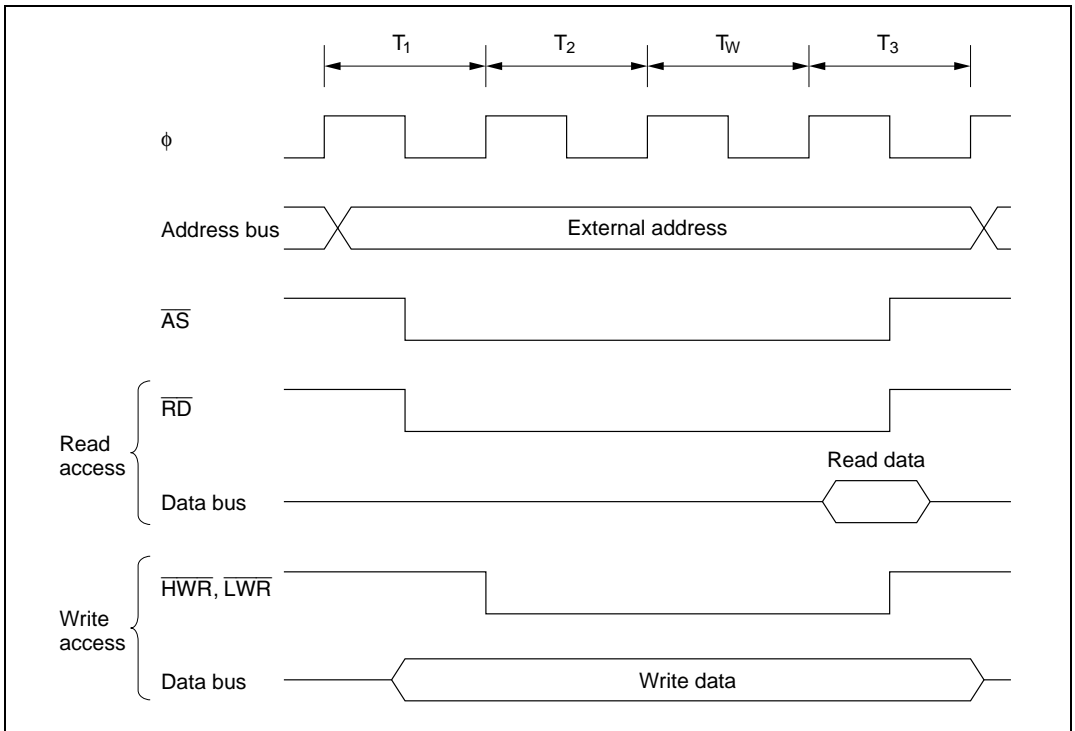 T1 T2 TW T3
ϕ
Address bus External address
AS
RD
Read access
Read data
Data bus
HWR, LWR
Write access
Data bus Write data